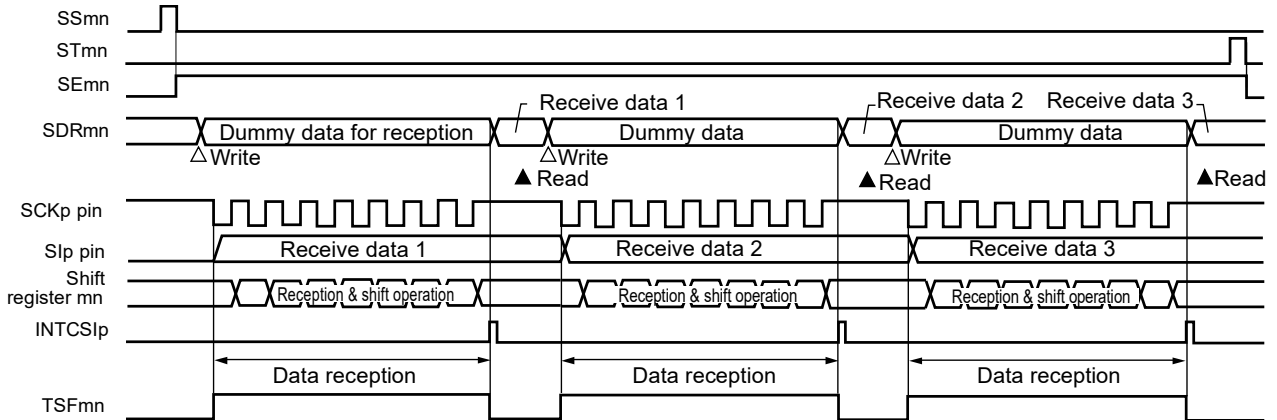 SSmn
STmn
SEmn
Receive data 1
Receive data 2
Receive data 3
SDRmn
Dummy data for reception
Dummy data
Dummy data
Write
Write
Write
Read
Read
Read
SCKp pin
SIp pin
Receive data 1
Receive data 2
Receive data 3
Shift
register mn
Reception & shift operation
Reception & shift operation
Reception & shift operation
INTCSIp
Data reception
Data reception
Data reception
TSFmn